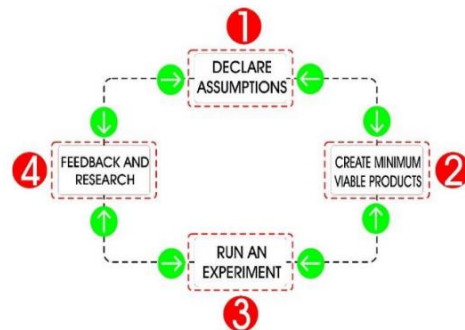 1
DECLARE
ASSUMPTIONS
4
FEEDBACK AND
RESEARCH
CREATE MINIMUM
VIABLE PRODUCTS
2
RUN AN
EXPERIMENT
3